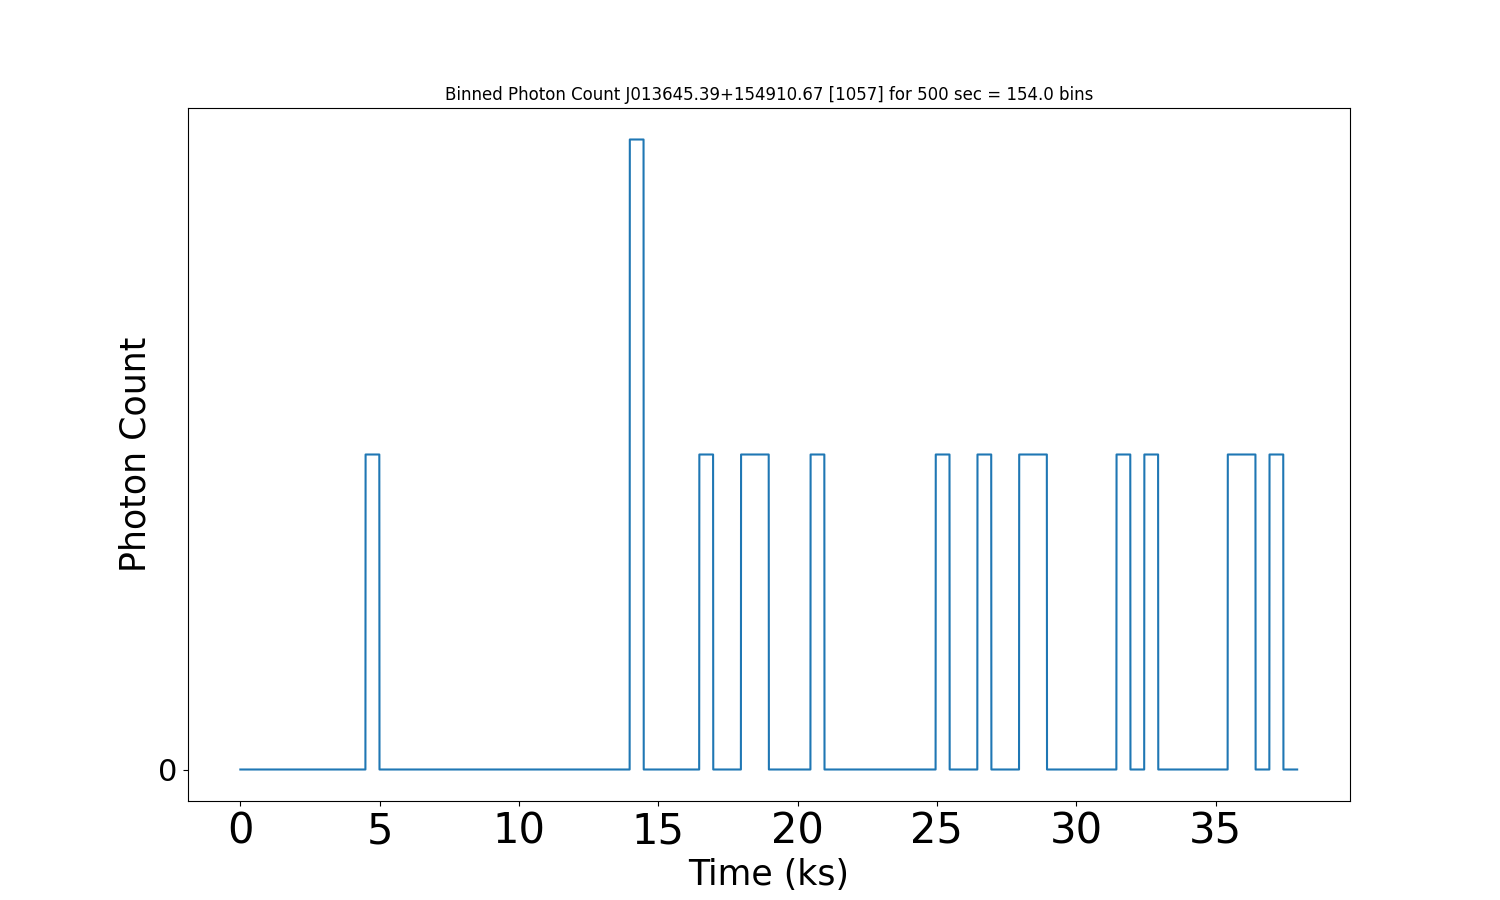 Binned Photon Count J013645.39+154910.67 [1057] for 500 sec = 154.0 bins
Photon Count
0
0 5 10 15 20 25 30 35
Time (ks)